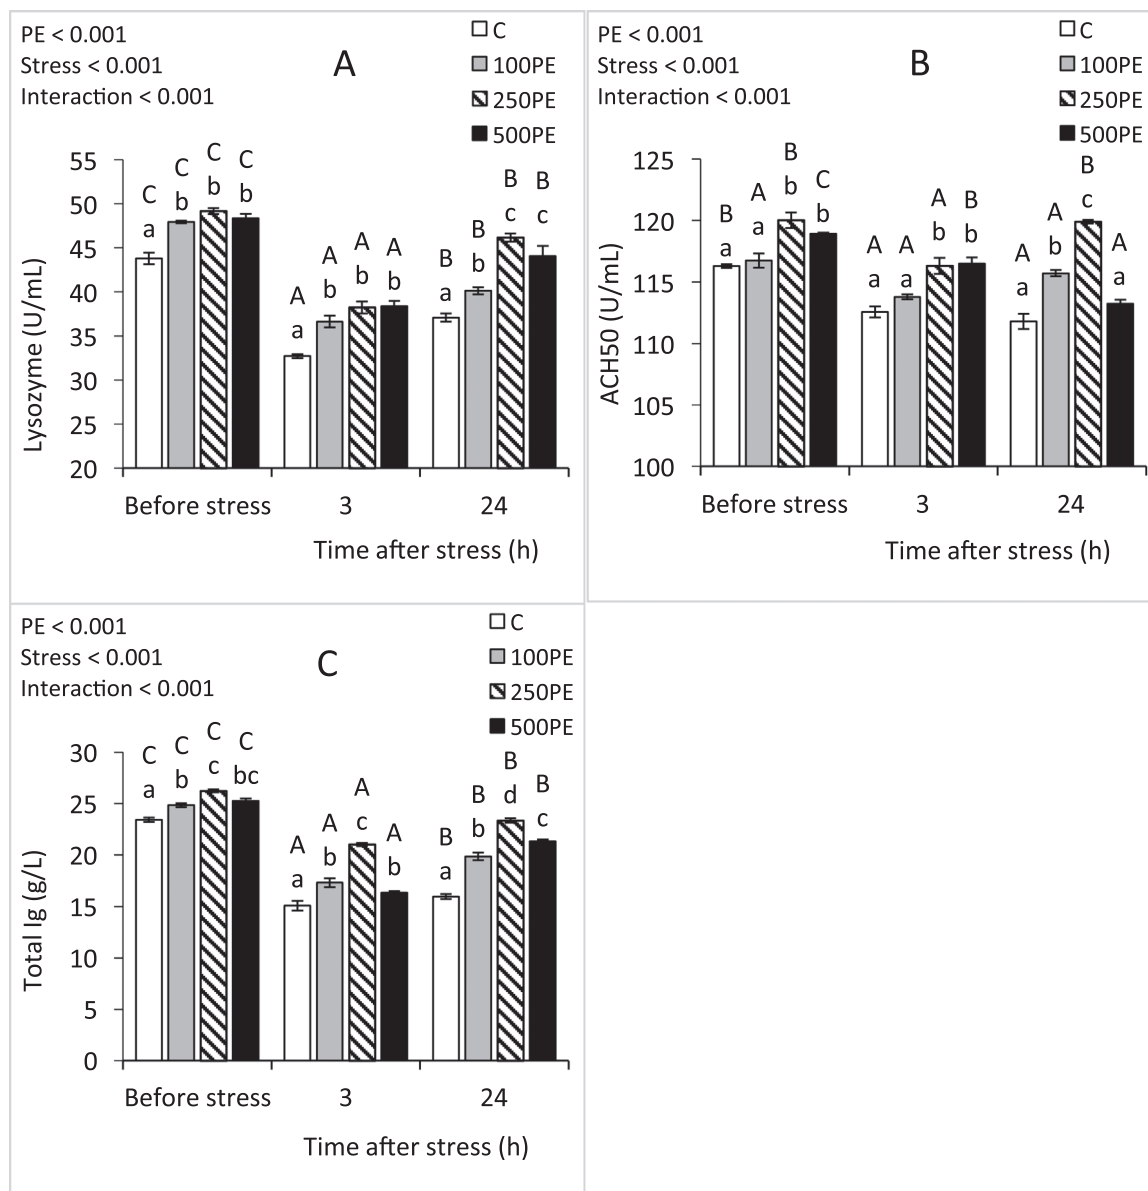 PE < 0.001
Stress < 0.001
Interaction < 0.001
A
C
100PE
250PE
500PE
Lysozyme (U/mL)
55
50
45
40
35
30
25
20
C C C C
a b b b
A A A A
a b b b
B B B B
a b c c
Before stress 3 24
Time after stress (h)
PE < 0.001
Stress < 0.001
Interaction < 0.001
B
C
100PE
250PE
500PE
ACH50 (U/mL)
125
120
115
110
105
100
B A B C
a a b b
A A A B
a a b b
A A B A
a b c a
Before stress 3 24
Time after stress (h)
PE < 0.001
Stress < 0.001
Interaction < 0.001
C
C
100PE
250PE
500PE
Total Ig (g/L)
30
25
20
15
10
5
0
C C C C
a b c bc
A A A A
a b c b
B B B B
a b d c
Before stress 3 24
Time after stress (h)